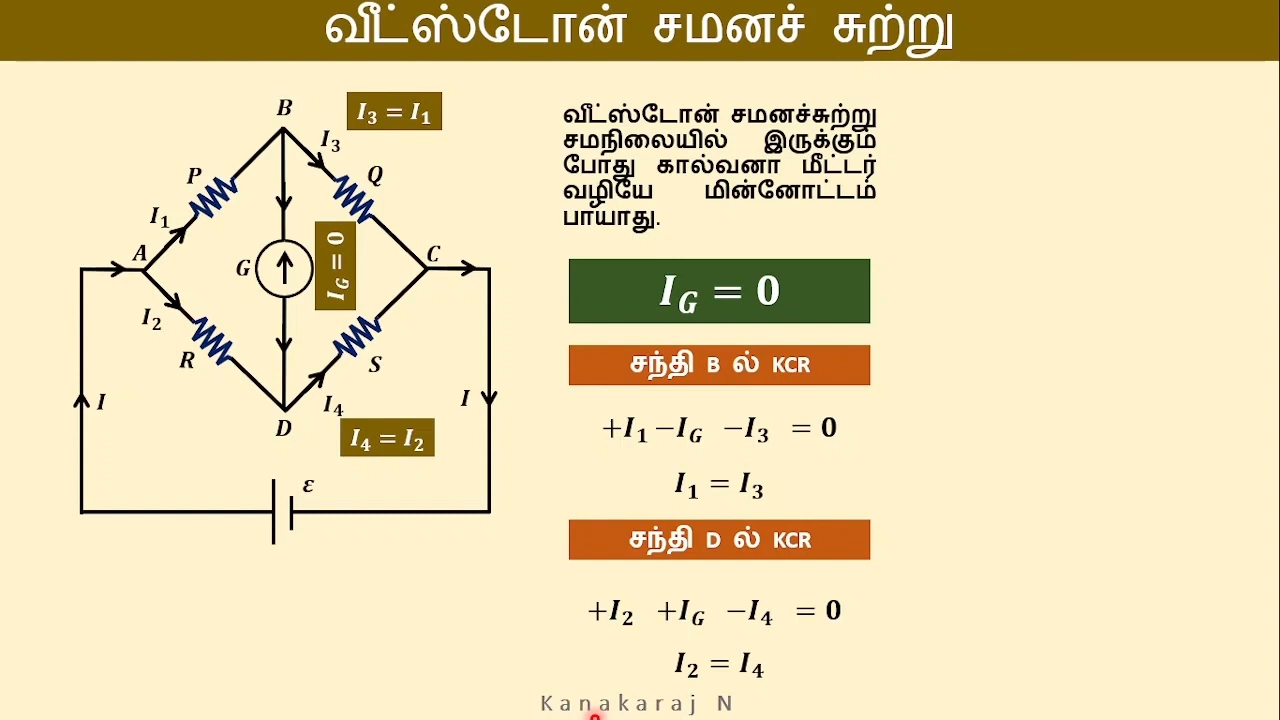 வீட்ஸ்டோன் சமனச் சுற்று
B
I₃ = I₁
I₃
P
Q
I₁
A
G
I_G = 0
C
I₂
R
S
I
I
I₄
D
I₄ = I₂
ε
வீட்ஸ்டோன் சமனச்சுற்று
சமநிலையில் இருக்கும்
போது கால்வனா மீட்டர்
வழியே மின்னோட்டம்
பாயாது.
I_G = 0
சந்தி B ல் KCR
+I₁ −I_G −I₃ = 0
I₁ = I₃
சந்தி D ல் KCR
+I₂ +I_G −I₄ = 0
I₂ = I₄
Kanakaraj N